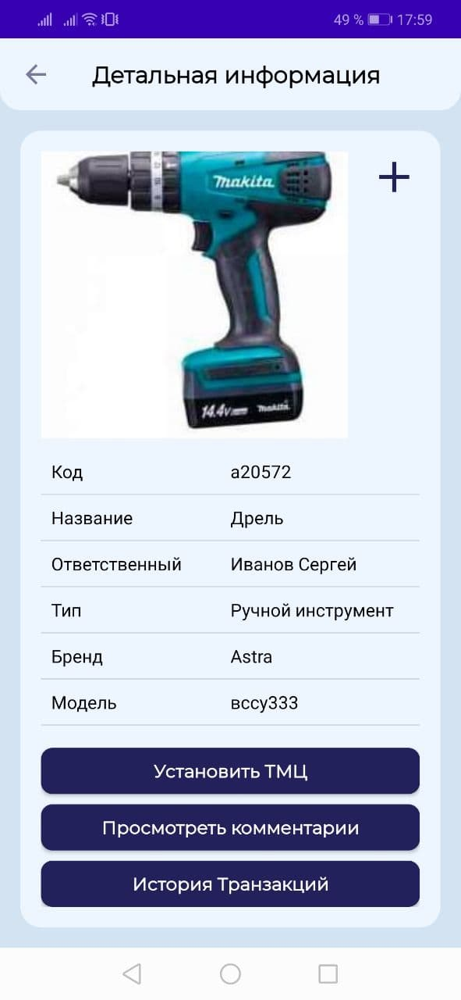 49 % 17:59
Детальная информация
makita
14.4V makita
Код a20572
Название Дрель
Ответственный Иванов Сергей
Тип Ручной инструмент
Бренд Astra
Модель вссу333
Установить ТМЦ
Просмотреть комментарии
История Транзакций